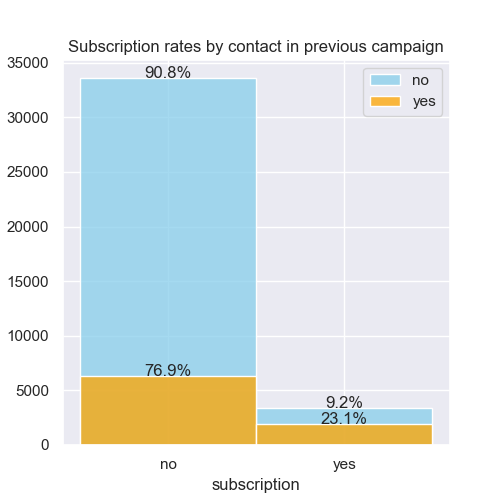 Subscription rates by contact in previous campaign
35000
30000
25000
20000
15000
10000
5000
0
90.8%
76.9%
9.2%
23.1%
no
yes
no
yes
subscription